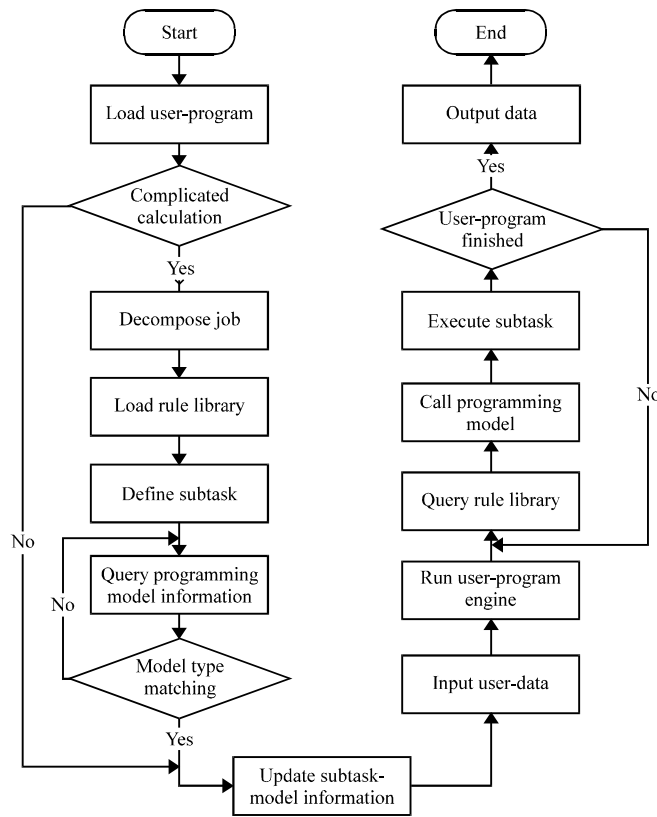 Start
Load user-program
Complicated
calculation
Yes
Decompose job
Load rule library
Define subtask
No
Query programming
model information
No
Model type
matching
Yes
Update subtask-
model information
Input user-data
Run user-program
engine
Query rule library
Call programming
model
No
Execute subtask
User-program
finished
Yes
Output data
End